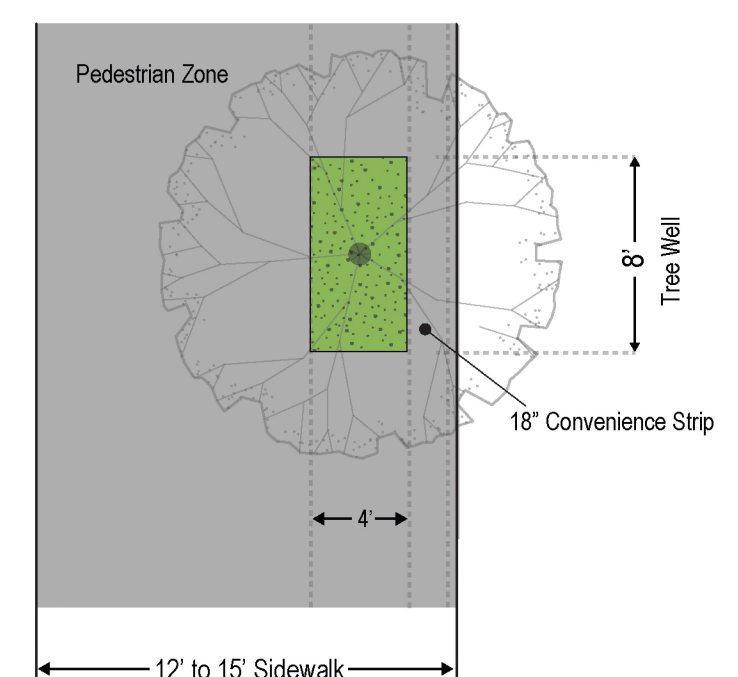 Pedestrian Zone
8’
Tree Well
18” Convenience Strip
4’
12’ to 15’ Sidewalk